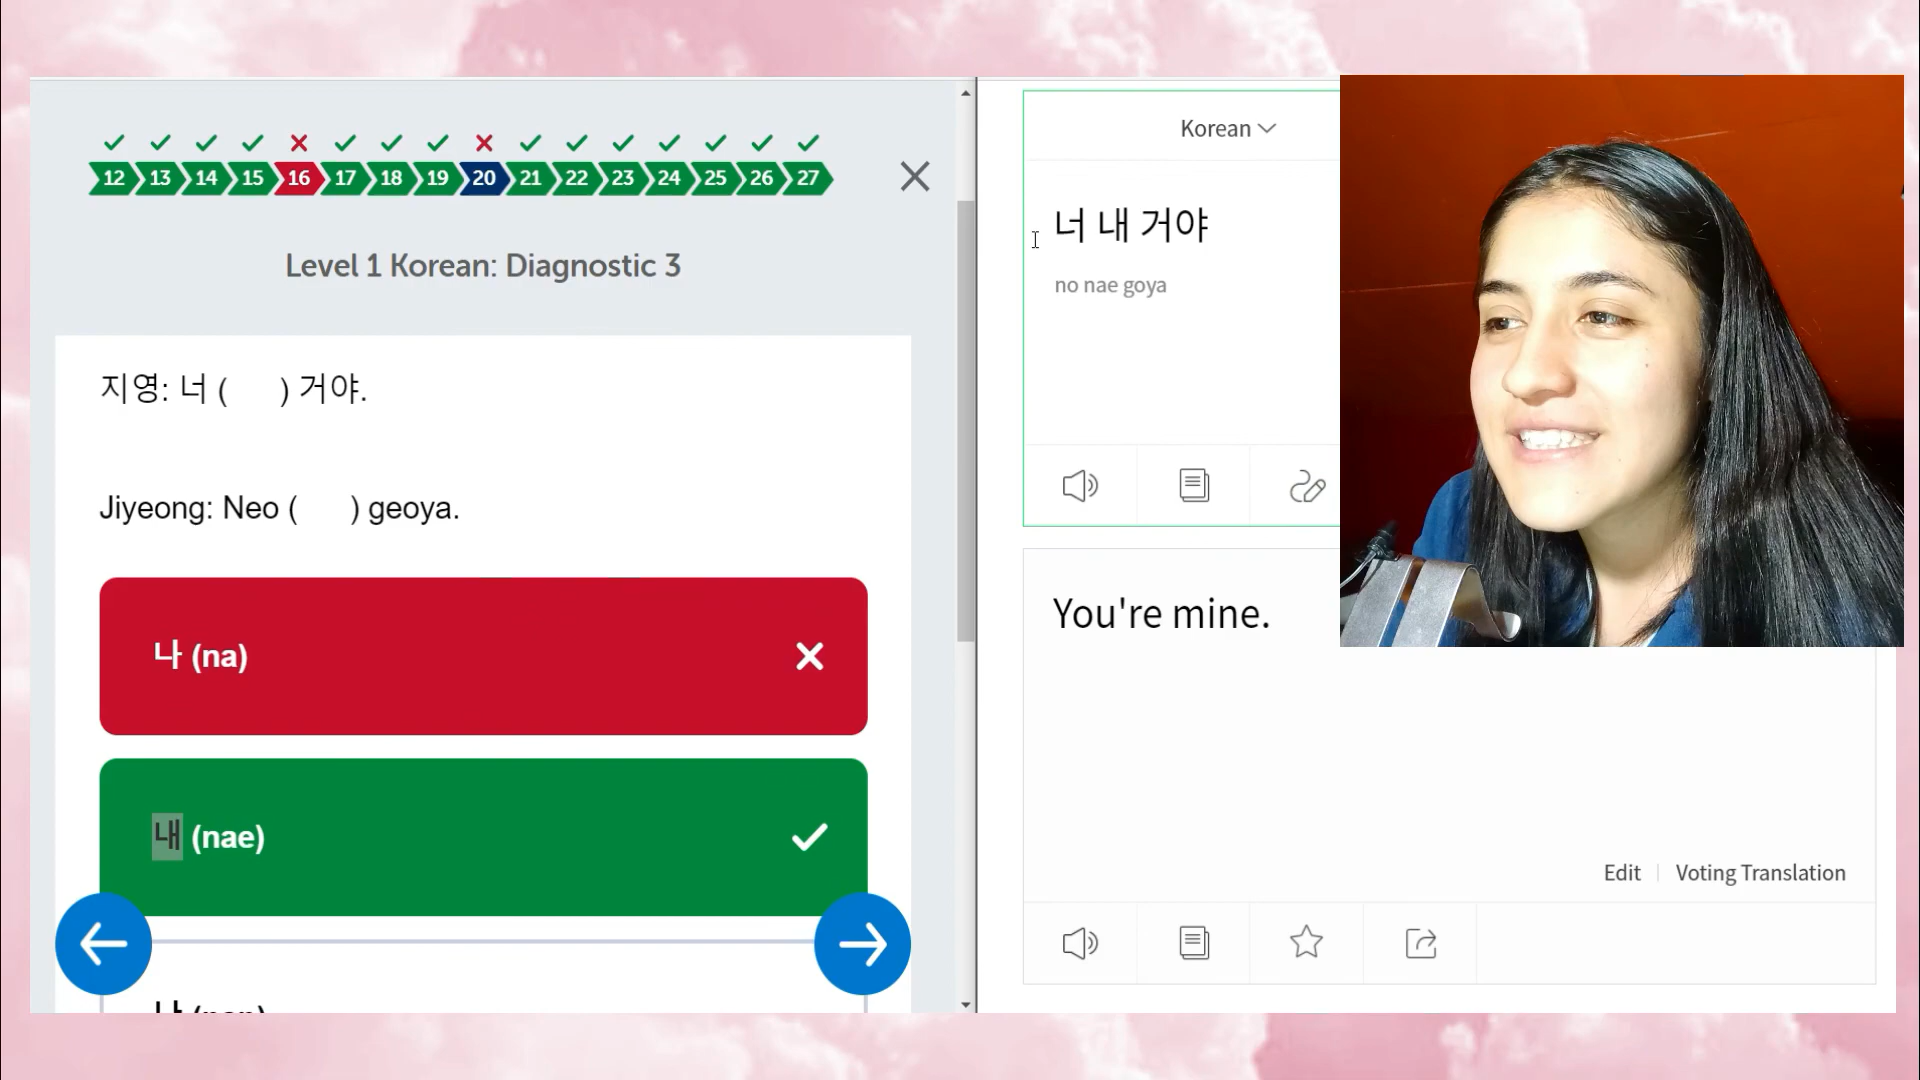 12 13 14 15 16 17 18 19 20 21 22 23 24 25 26 27
Level 1 Korean: Diagnostic 3
지영: 너 ( ) 거야.
Jiyeong: Neo ( ) geoya.
나 (na)
내 (nae)
Korean
너 내 거야
no nae goya
You're mine.
Edit | Voting Translation